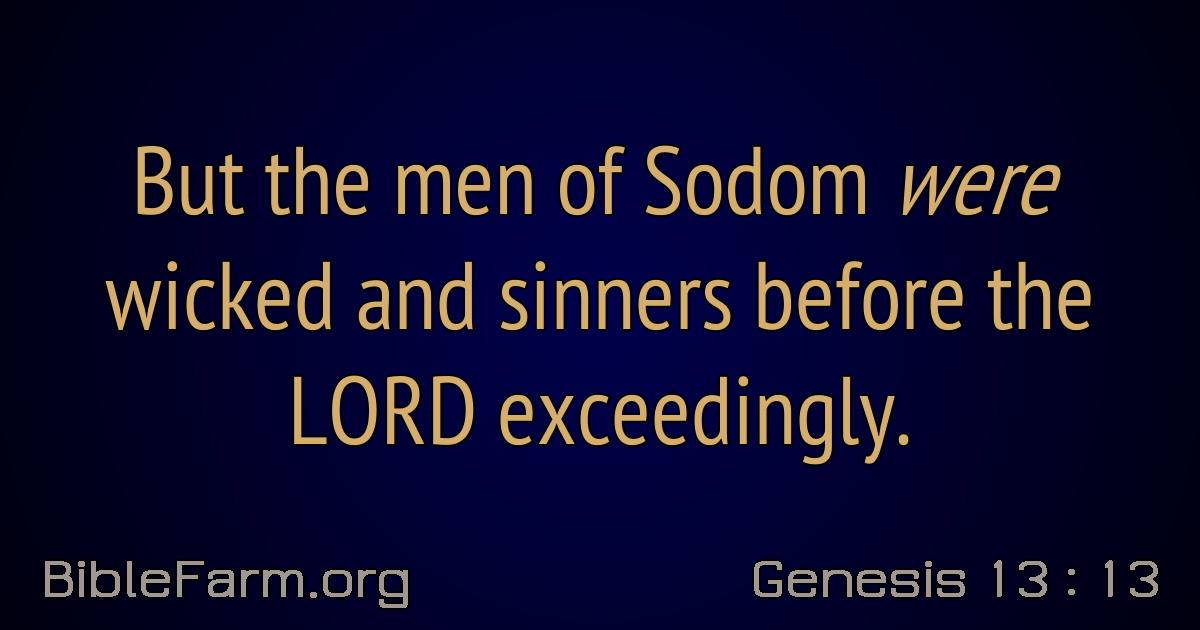 But the men of Sodom were
wicked and sinners before the
LORD exceedingly.
BibleFarm.org
Genesis 13 : 13